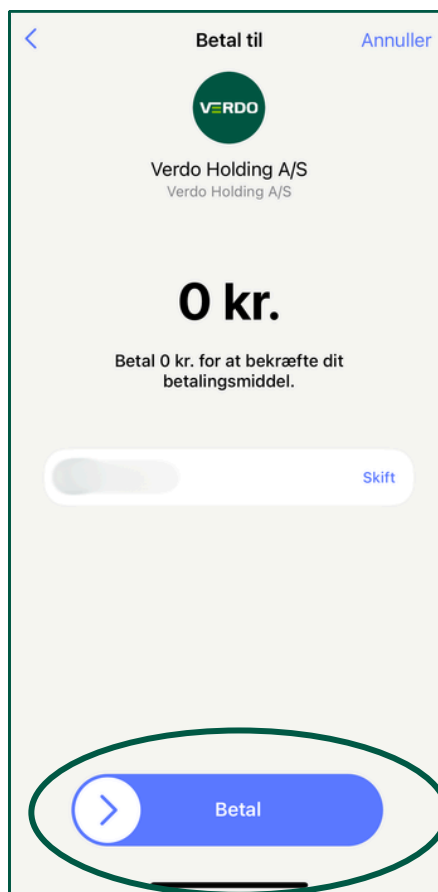 Betal til
Annuller
VERDO
Verdo Holding A/S
Verdo Holding A/S
0 kr.
Betal 0 kr. for at bekræfte dit
betalingsmiddel.
Skift
Betal